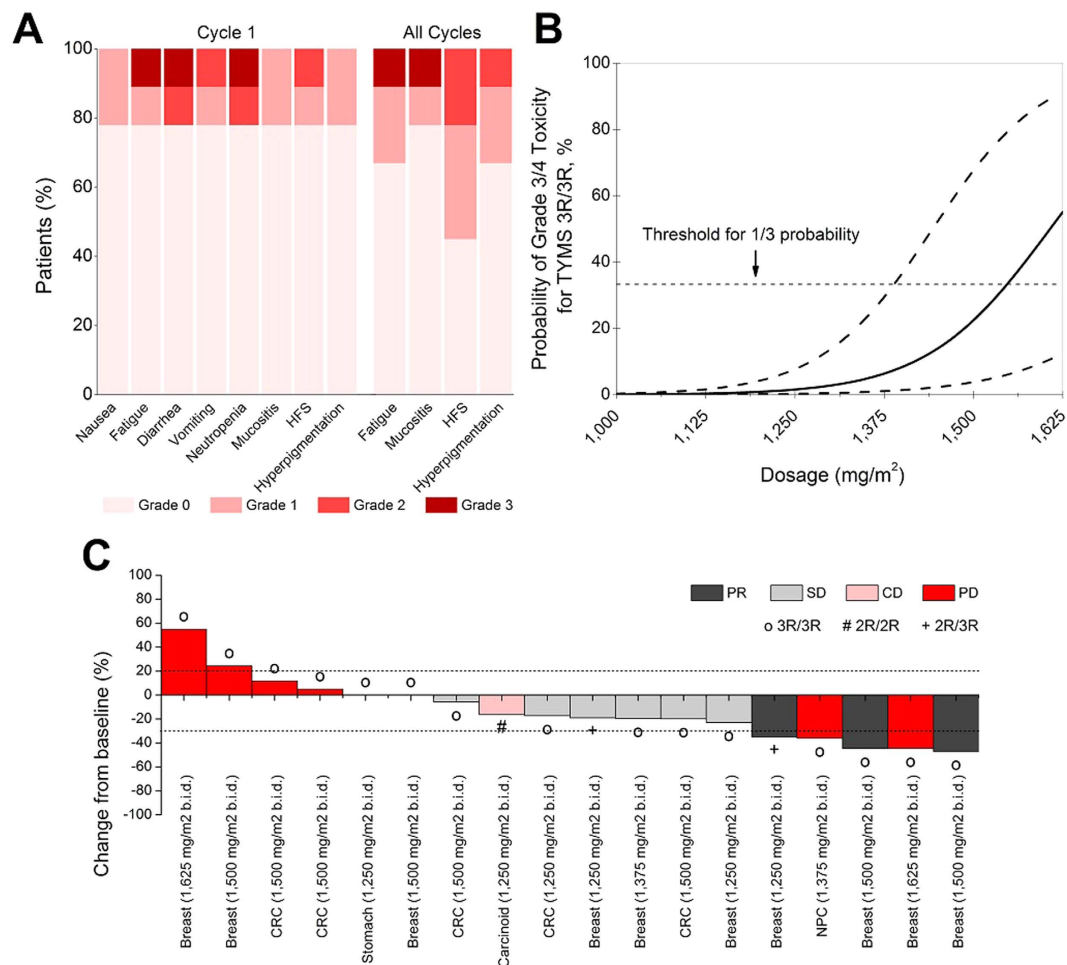 A
Cycle 1
All Cycles
100
80
60
40
20
0
Patients (%)
Nausea
Fatigue
Diarrhea
Vomiting
Neutropenia
Mucositis
HFS
Hyperpigmentation
Fatigue
Mucositis
HFS
Hyperpigmentation
Grade 0
Grade 1
Grade 2
Grade 3
B
100
80
60
40
20
0
Probability of Grade 3/4 Toxicity
for TYMS 3R/3R, %
Threshold for 1/3 probability
1,000
1,125
1,250
1,375
1,500
1,625
Dosage (mg/m²)
C
100
80
60
40
20
0
-20
-40
-60
-80
-100
Change from baseline (%)
PR
SD
CD
PD
o 3R/3R
# 2R/2R
+ 2R/3R
o
o
o
o
o
o
o
#
o
+
o
o
o
+
o
o
o
o
Breast (1,625 mg/m2 b.i.d.)
Breast (1,500 mg/m2 b.i.d.)
CRC (1,500 mg/m2 b.i.d.)
CRC (1,500 mg/m2 b.i.d.)
Stomach (1,250 mg/m2 b.i.d.)
Breast (1,500 mg/m2 b.i.d.)
CRC (1,500 mg/m2 b.i.d.)
Carcinoid (1,250 mg/m2 b.i.d.)
CRC (1,250 mg/m2 b.i.d.)
Breast (1,250 mg/m2 b.i.d.)
Breast (1,375 mg/m2 b.i.d.)
CRC (1,500 mg/m2 b.i.d.)
Breast (1,250 mg/m2 b.i.d.)
Breast (1,250 mg/m2 b.i.d.)
NPC (1,375 mg/m2 b.i.d.)
Breast (1,500 mg/m2 b.i.d.)
Breast (1,625 mg/m2 b.i.d.)
Breast (1,500 mg/m2 b.i.d.)